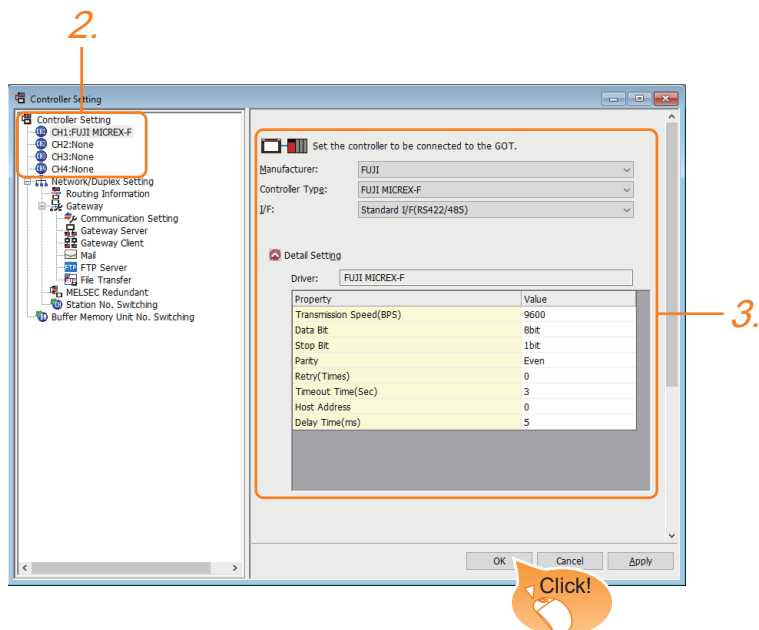 2.
Controller Setting
Controller Setting
CH1:FUJI MICREX-F
CH2:None
CH3:None
CH4:None
Network/Duplex Setting
Routing Information
Gateway
Communication Setting
Gateway Server
Gateway Client
Mail
FTP Server
File Transfer
MELSEC Redundant
Station No. Switching
Buffer Memory Unit No. Switching
Set the controller to be connected to the GOT.
Manufacturer: FUJI
Controller Type: FUJI MICREX-F
I/F: Standard I/F(RS422/485)
Detail Setting
Driver: FUJI MICREX-F
Property Value
Transmission Speed(BPS) 9600
Data Bit 8bit
Stop Bit 1bit
Parity Even
Retry(Times) 0
Timeout Time(Sec) 3
Host Address 0
Delay Time(ms) 5
3.
OK Cancel Apply
Click!